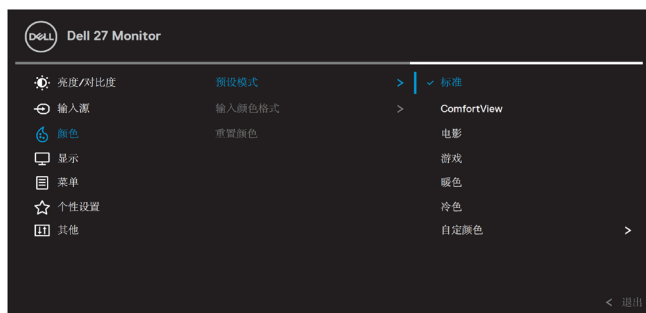 DELL Dell 27 Monitor
亮度/对比度 预设模式 > ✓ 标准
输入源 输入颜色格式 > ComfortView
颜色 重置颜色 电影
显示 游戏
菜单 暖色
个性设置 冷色
其他 自定颜色 >
< 退出